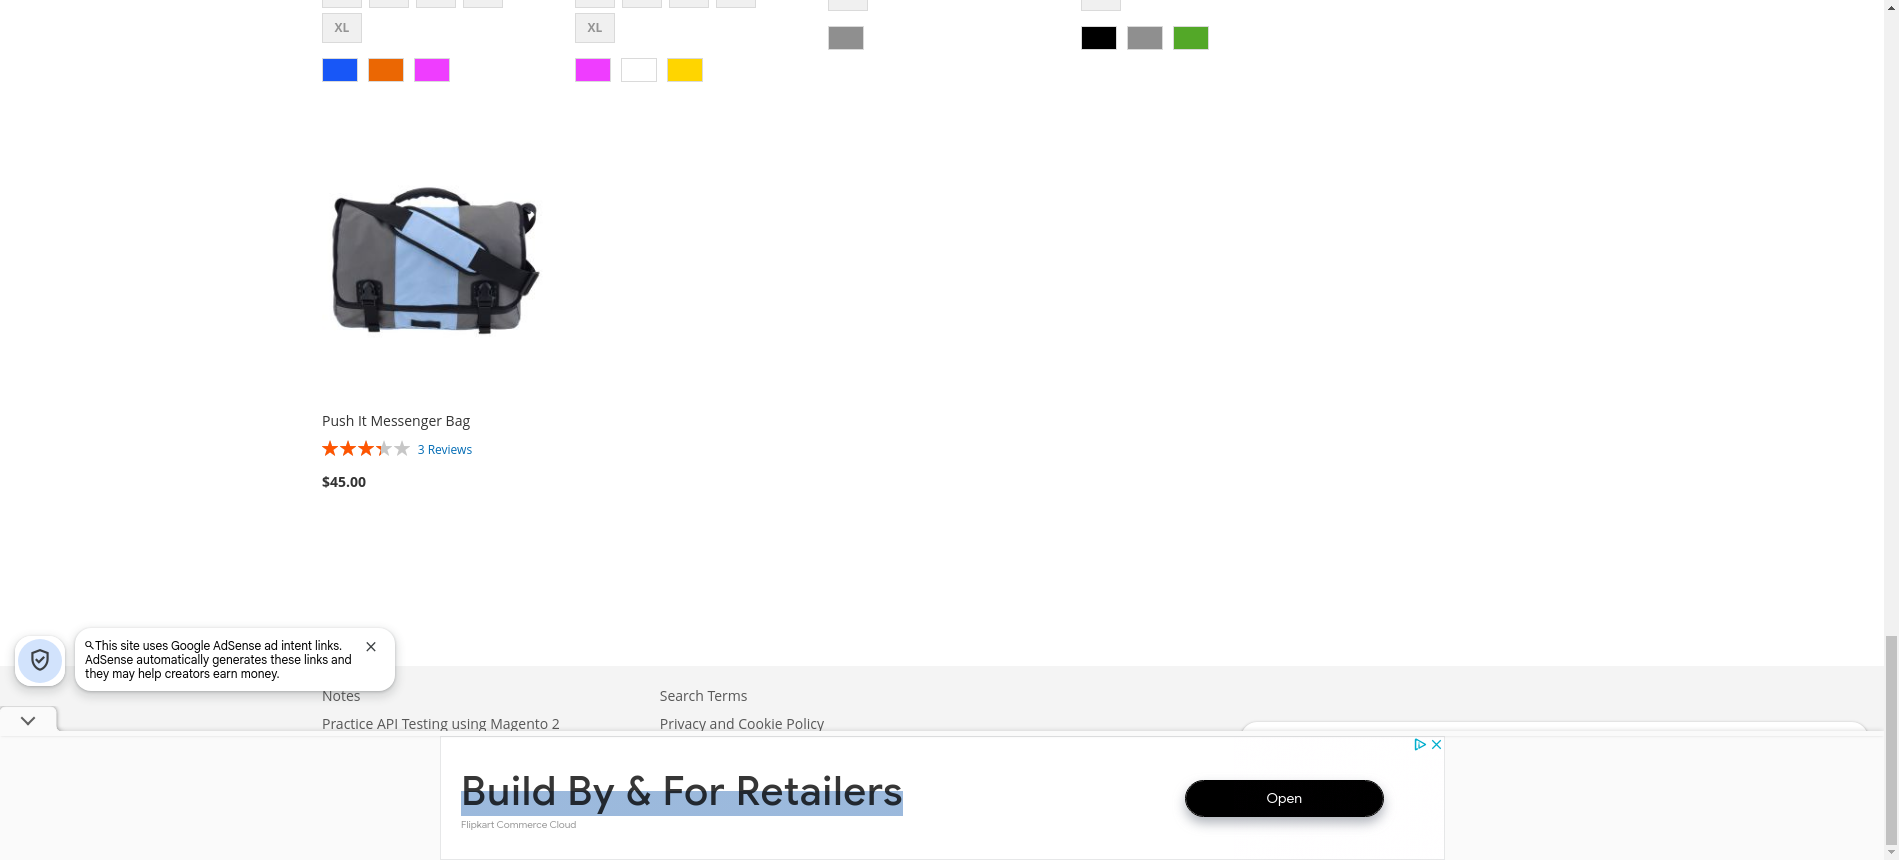 XL
XL
Push It Messenger Bag
3 Reviews
$45.00
This site uses Google AdSense ad intent links.
AdSense automatically generates these links and
they may help creators earn money.
Notes
Search Terms
Practice API Testing using Magento 2
Privacy and Cookie Policy
Build By & For Retailers
Flipkart Commerce Cloud
Open